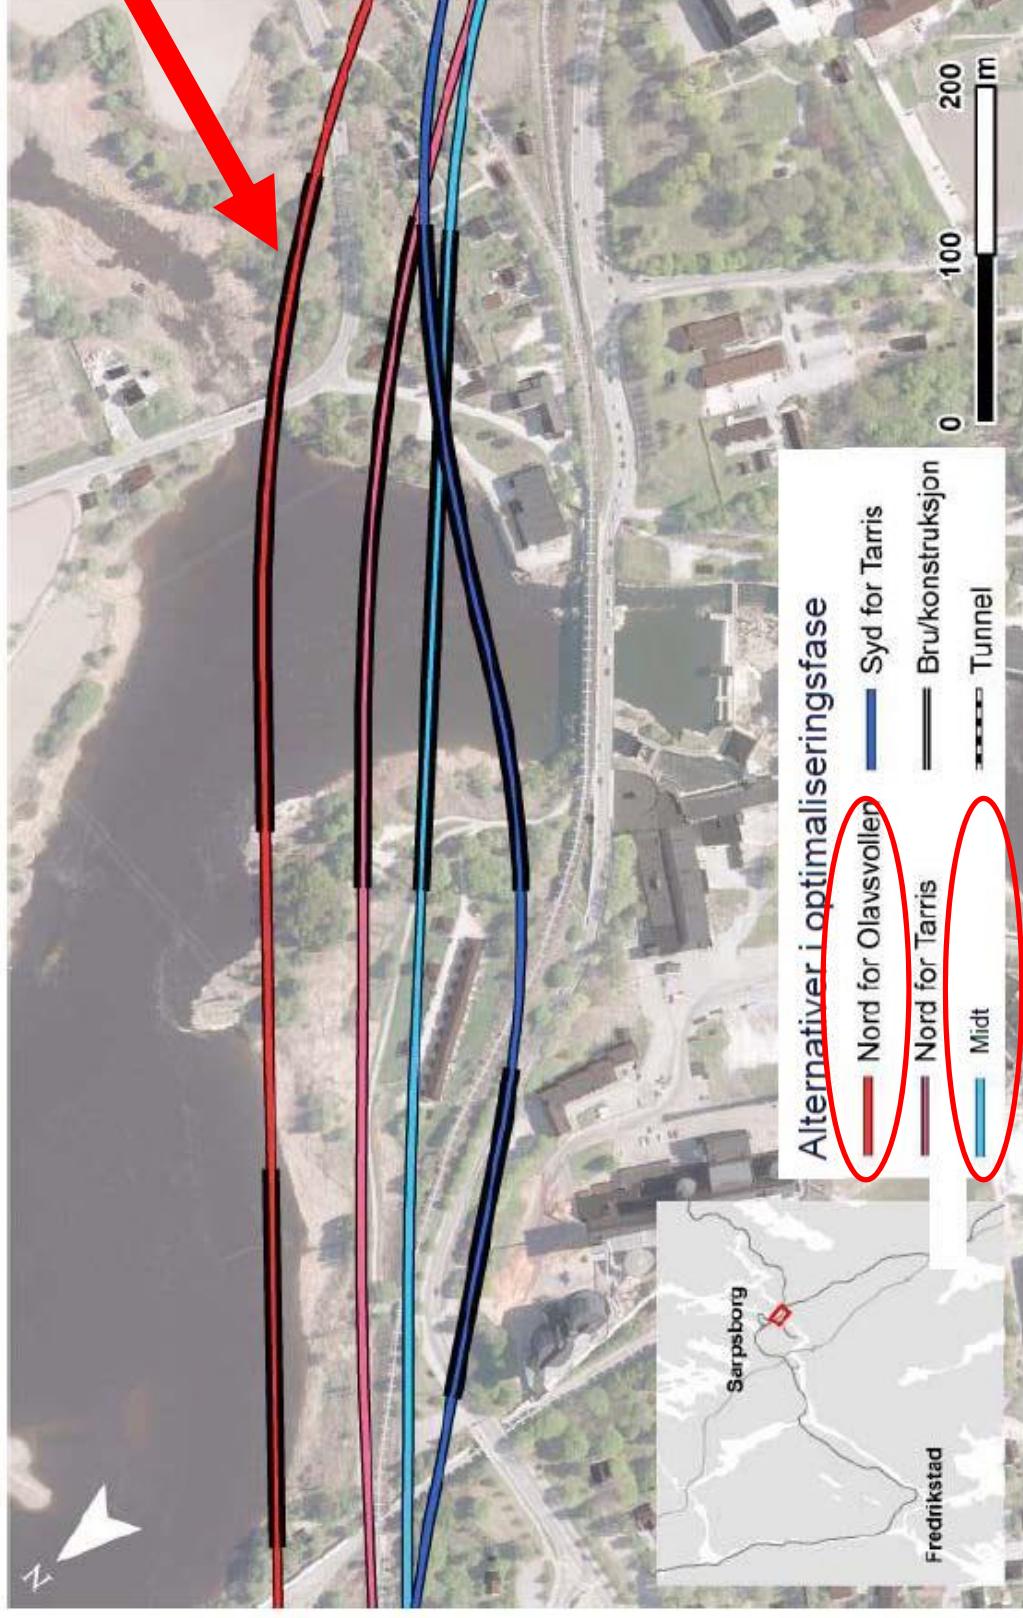 Alternativer i optimaliseringsfase
Nord for Olavsvollen
Syd for Tarris
Nord for Tarris
Bru/konstruksjon
Midt
Tunnel
0 100 200
m
Sarpsborg
Fredrikstad
N